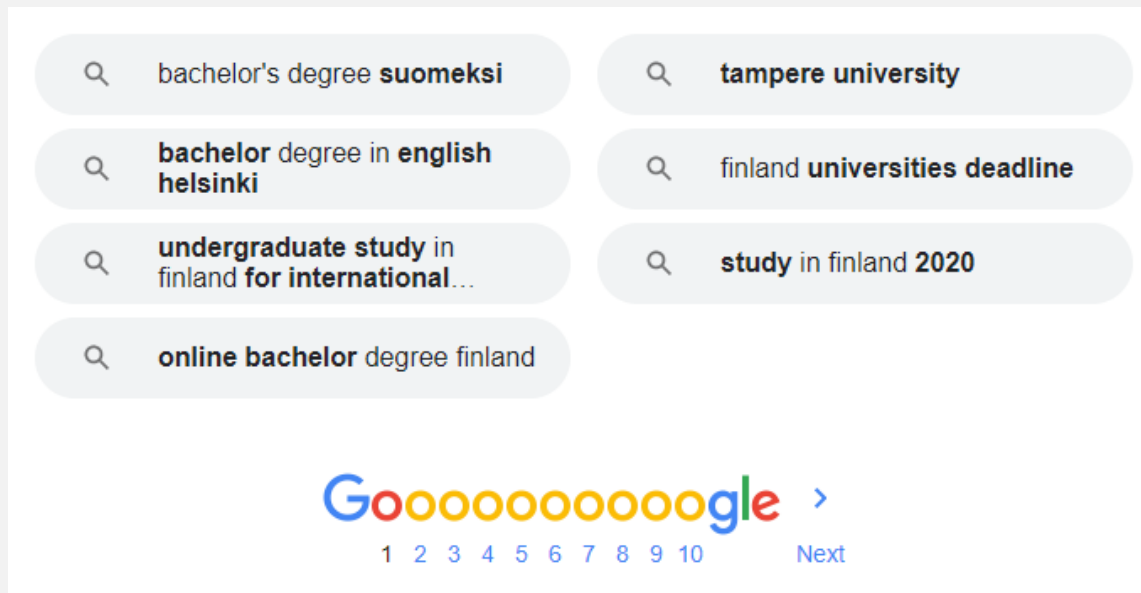 bachelor's degree suomeksi
bachelor degree in english
helsinki
undergraduate study in
finland for international...
online bachelor degree finland
tampere university
finland universities deadline
study in finland 2020
Gooooooooooogle >
1 2 3 4 5 6 7 8 9 10 Next